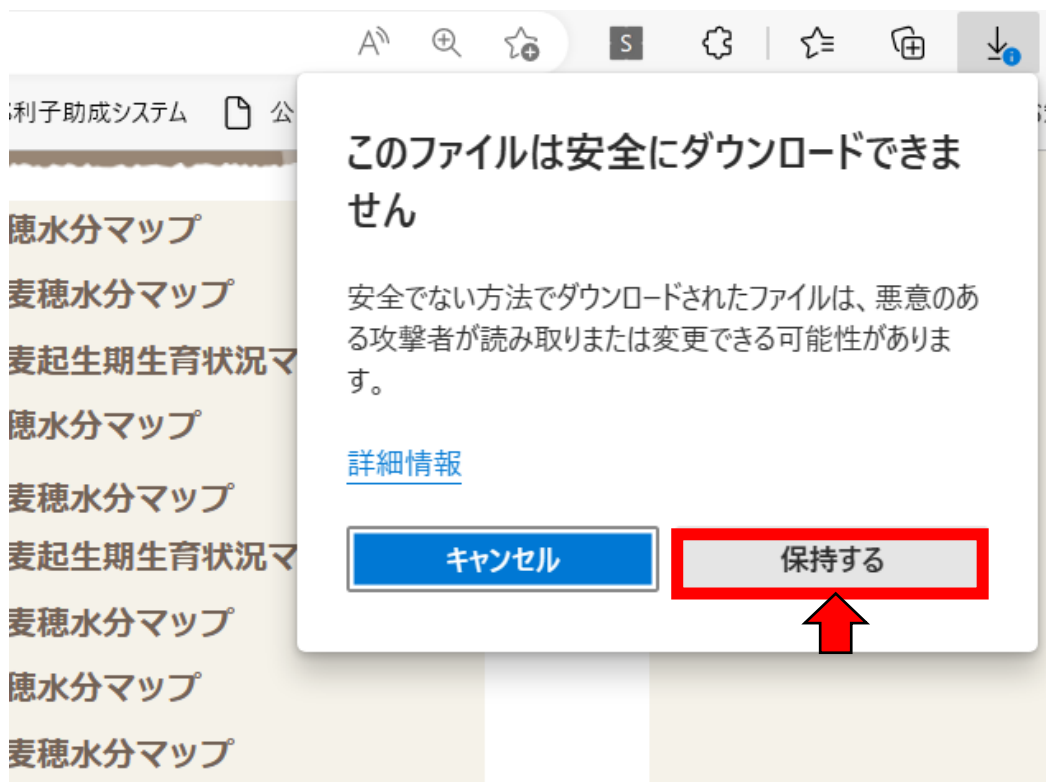 S
利子助成システム 公
このファイルは安全にダウンロードできま
せん
安全でない方法でダウンロードされたファイルは、悪意のあ
る攻撃者が読み取りまたは変更できる可能性がありま
す。
詳細情報
キャンセル 保持する
穂水分マップ
麦穂水分マップ
麦起生期生育状況マ
穂水分マップ
麦穂水分マップ
麦起生期生育状況マ
麦穂水分マップ
穂水分マップ
麦穂水分マップ